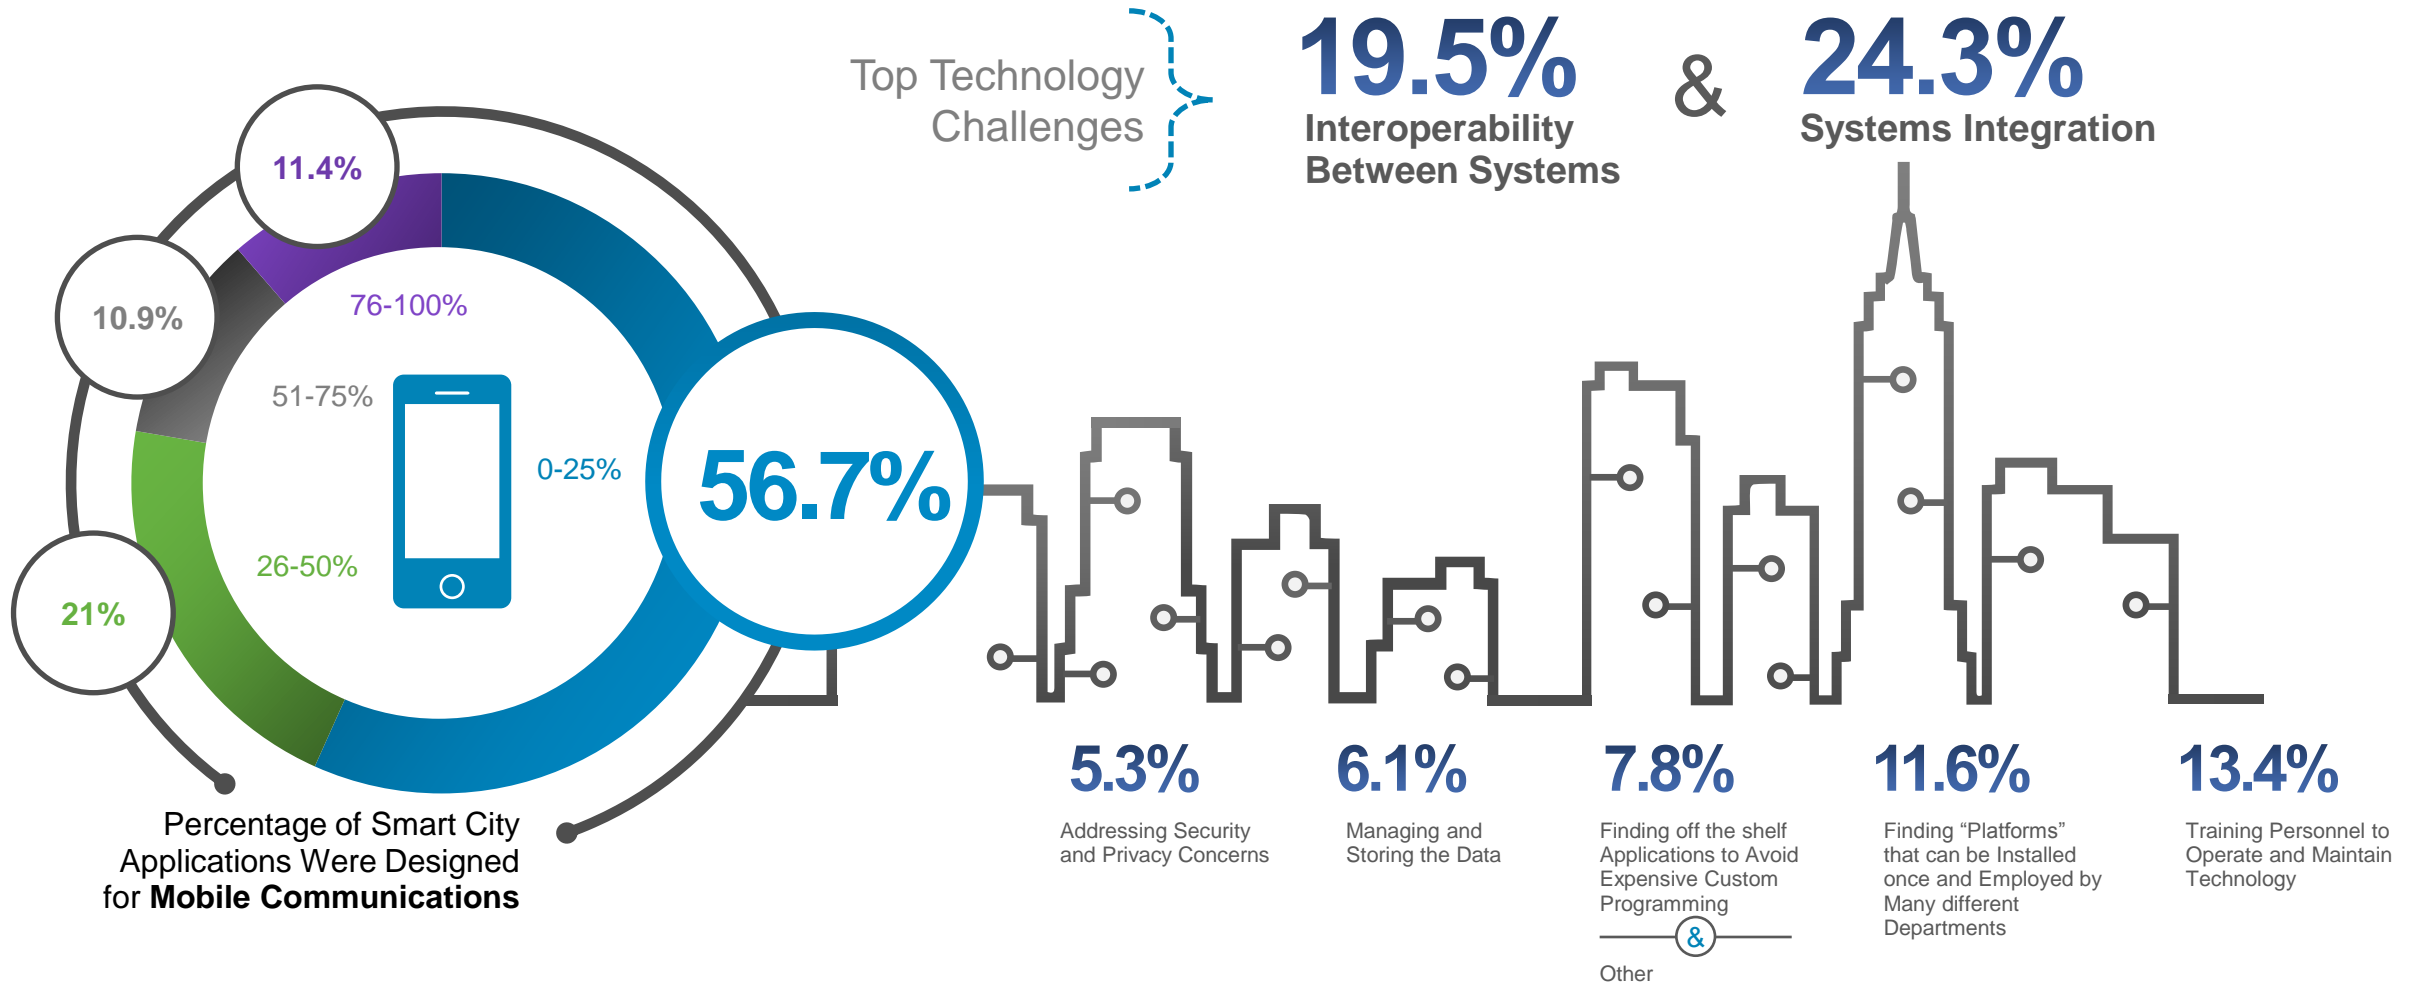 Top Technology
Challenges
19.5%
Interoperability
Between Systems
&
24.3%
Systems Integration
11.4%
10.9%
21%
56.7%
76-100%
51-75%
0-25%
26-50%
Percentage of Smart City
Applications Were Designed
for Mobile Communications
5.3%
Addressing Security
and Privacy Concerns
6.1%
Managing and
Storing the Data
7.8%
Finding off the shelf
Applications to Avoid
Expensive Custom
Programming
&
Other
11.6%
Finding “Platforms”
that can be Installed
once and Employed by
Many different
Departments
13.4%
Training Personnel to
Operate and Maintain
Technology